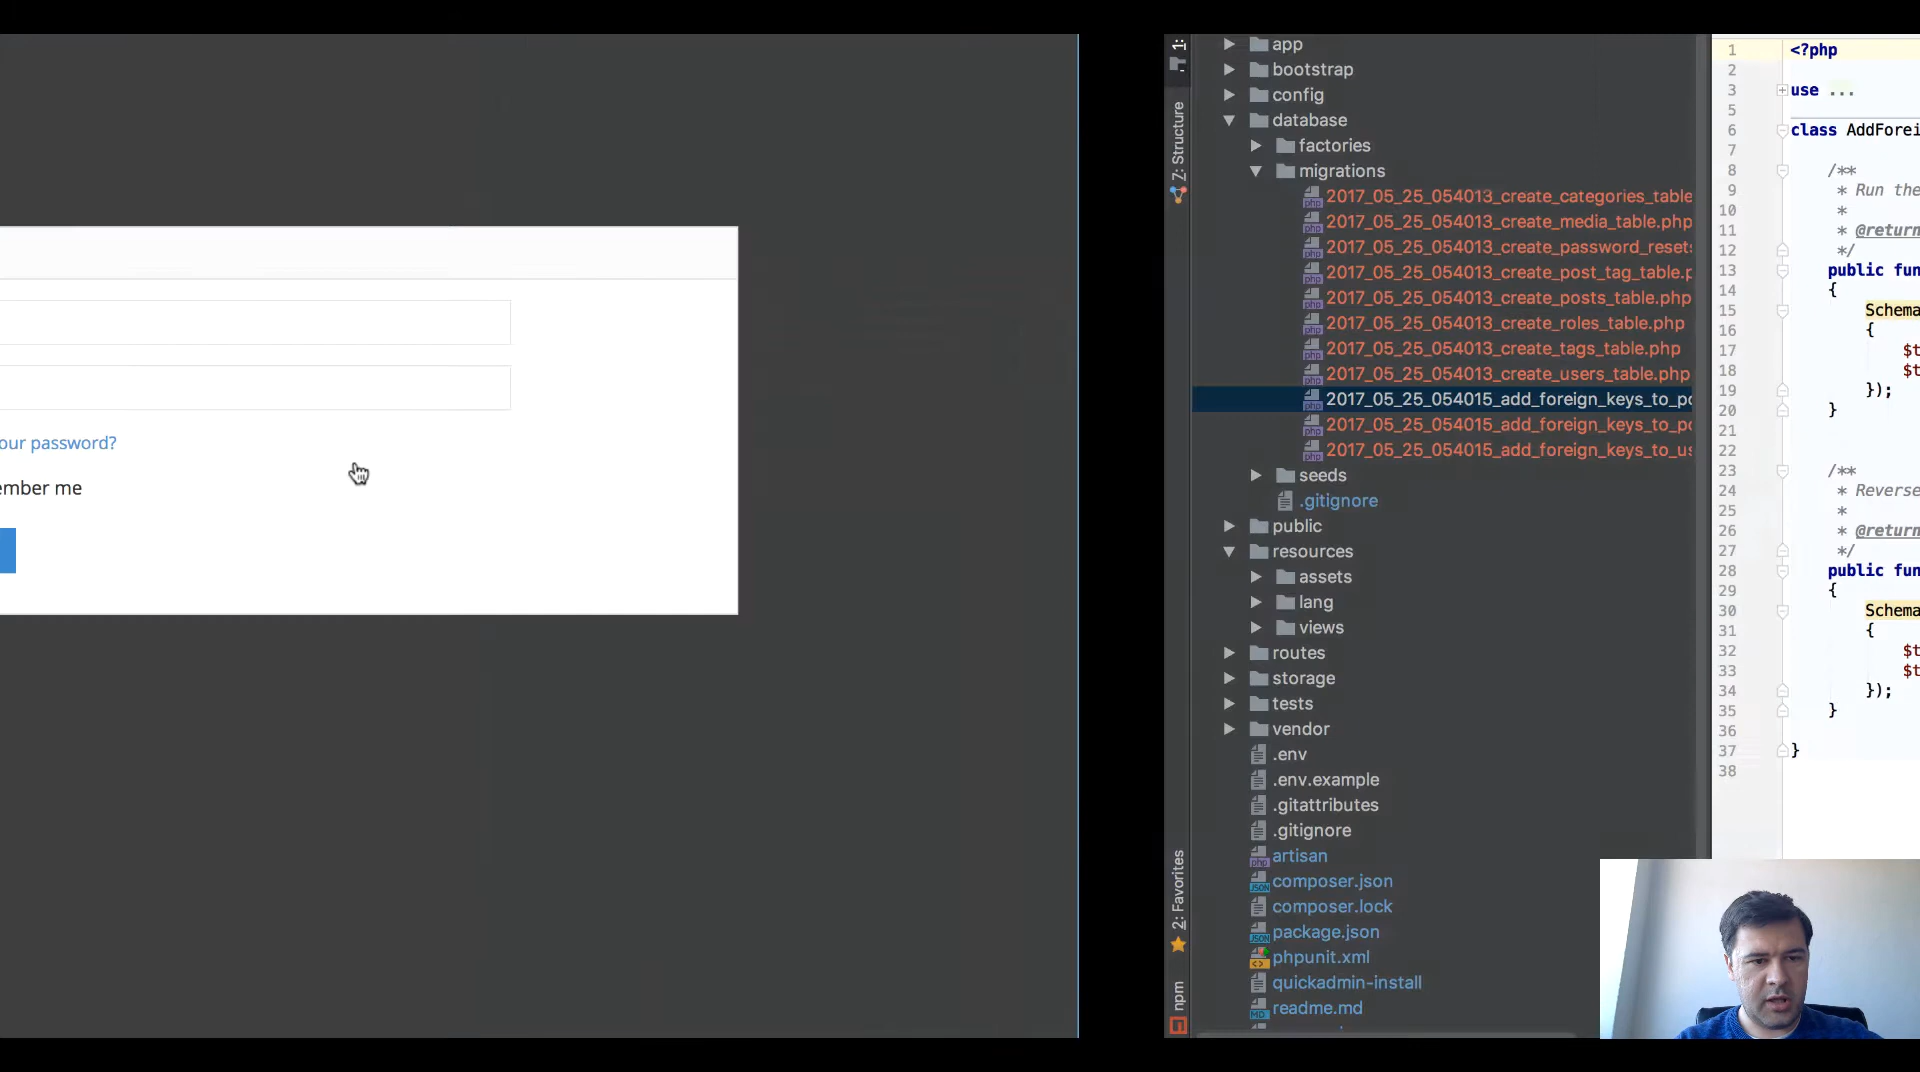 our password?
ember me
1:
Z: Structure
2: Favorites
npm
app
bootstrap
config
database
factories
migrations
2017_05_25_054013_create_categories_table
2017_05_25_054013_create_media_table.php
2017_05_25_054013_create_password_resets
2017_05_25_054013_create_post_tag_table.p
2017_05_25_054013_create_posts_table.php
2017_05_25_054013_create_roles_table.php
2017_05_25_054013_create_tags_table.php
2017_05_25_054013_create_users_table.php
2017_05_25_054015_add_foreign_keys_to_po
2017_05_25_054015_add_foreign_keys_to_po
2017_05_25_054015_add_foreign_keys_to_us
seeds
.gitignore
public
resources
assets
lang
views
routes
storage
tests
vendor
.env
.env.example
.gitattributes
.gitignore
artisan
composer.json
composer.lock
package.json
phpunit.xml
quickadmin-install
readme.md
1 <?php
2
3 use ...
5
6 class AddForei
7
8 /**
9 * Run the
10 *
11 * @return
12 */
13 public fun
14 {
15 Schema
16 {
17 $t
18 $t
19 });
20 }
21
22
23 /**
24 * Reverse
25 *
26 * @return
27 */
28 public fun
29 {
30 Schema
31 {
32 $t
33 $t
34 });
35 }
36
37 }
38